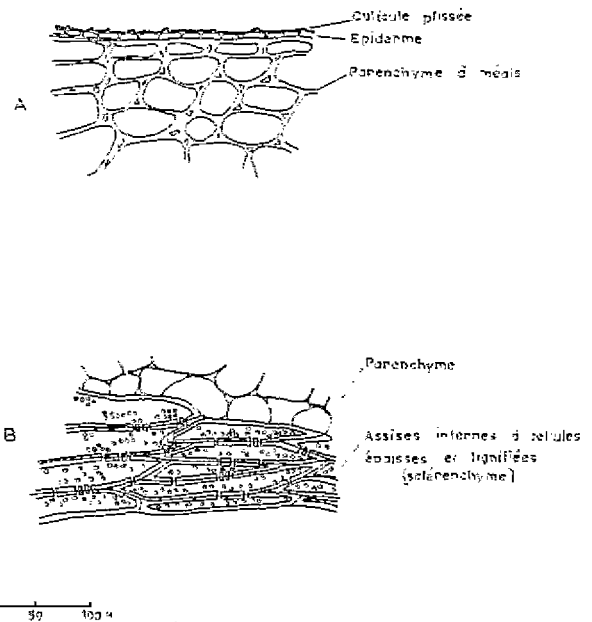 Cuticule plissée
Epiderme
Parenchyme à méats
A
Parenchyme
B
Assises internes à cellules
épaisses et lignifiées
(sclérenchyme)
50 100 µ